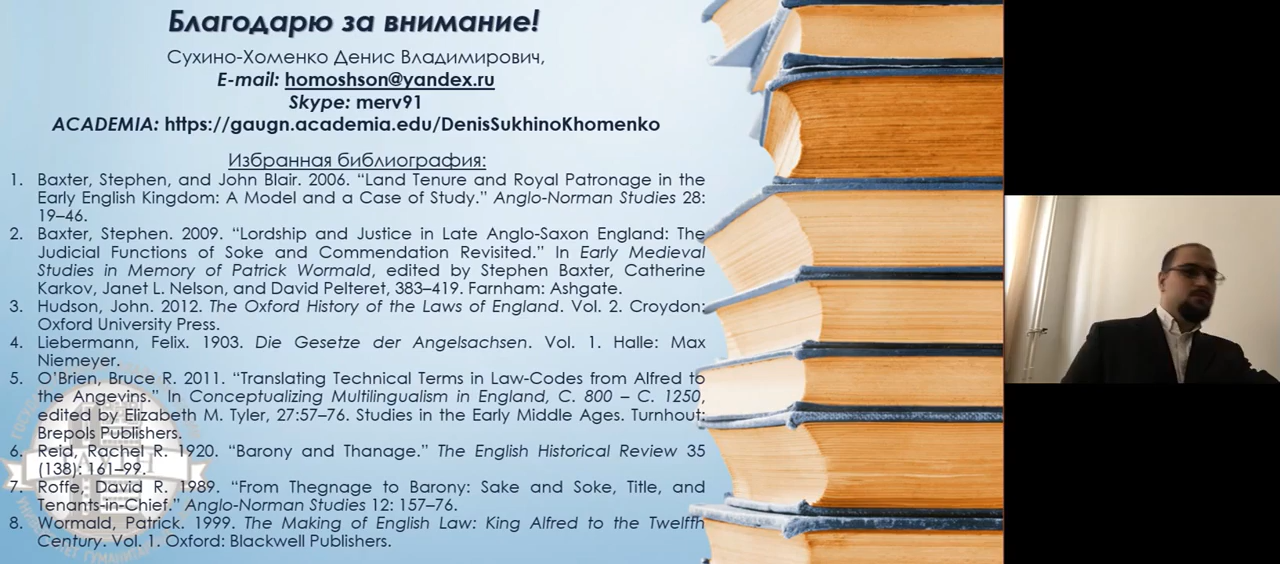 Благодарю за внимание!
Сухино-Хоменко Денис Владимирович,
E-mail: homoshson@yandex.ru
Skype: merv91
ACADEMIA: https://gaugn.academia.edu/DenisSukhinoKhomenko
Избранная библиография:
1. Baxter, Stephen, and John Blair. 2006. “Land Tenure and Royal Patronage in the
Early English Kingdom: A Model and a Case of Study.” Anglo-Norman Studies 28:
19–46.
2. Baxter, Stephen. 2009. “Lordship and Justice in Late Anglo-Saxon England: The
Judicial Functions of Soke and Commendation Revisited.” In Early Medieval
Studies in Memory of Patrick Wormald, edited by Stephen Baxter, Catherine
Karkov, Janet L. Nelson, and David Pelteret, 383–419. Farnham: Ashgate.
3. Hudson, John. 2012. The Oxford History of the Laws of England. Vol. 2. Croydon:
Oxford University Press.
4. Liebermann, Felix. 1903. Die Gesetze der Angelsachsen. Vol. 1. Halle: Max
Niemeyer.
5. O’Brien, Bruce R. 2011. “Translating Technical Terms in Law-Codes from Alfred to
the Angevins.” In Conceptualizing Multilingualism in England, C. 800 – C. 1250,
edited by Elizabeth M. Tyler, 27:57–76. Studies in the Early Middle Ages. Turnhout:
Brepols Publishers.
6. Reid, Rachel R. 1920. “Barony and Thanage.” The English Historical Review 35
(138): 161–99.
7. Roffe, David R. 1989. “From Thegnage to Barony: Sake and Soke, Title, and
Tenants-in-Chief.” Anglo-Norman Studies 12: 157–76.
8. Wormald, Patrick. 1999. The Making of English Law: King Alfred to the Twelfth
Century. Vol. 1. Oxford: Blackwell Publishers.